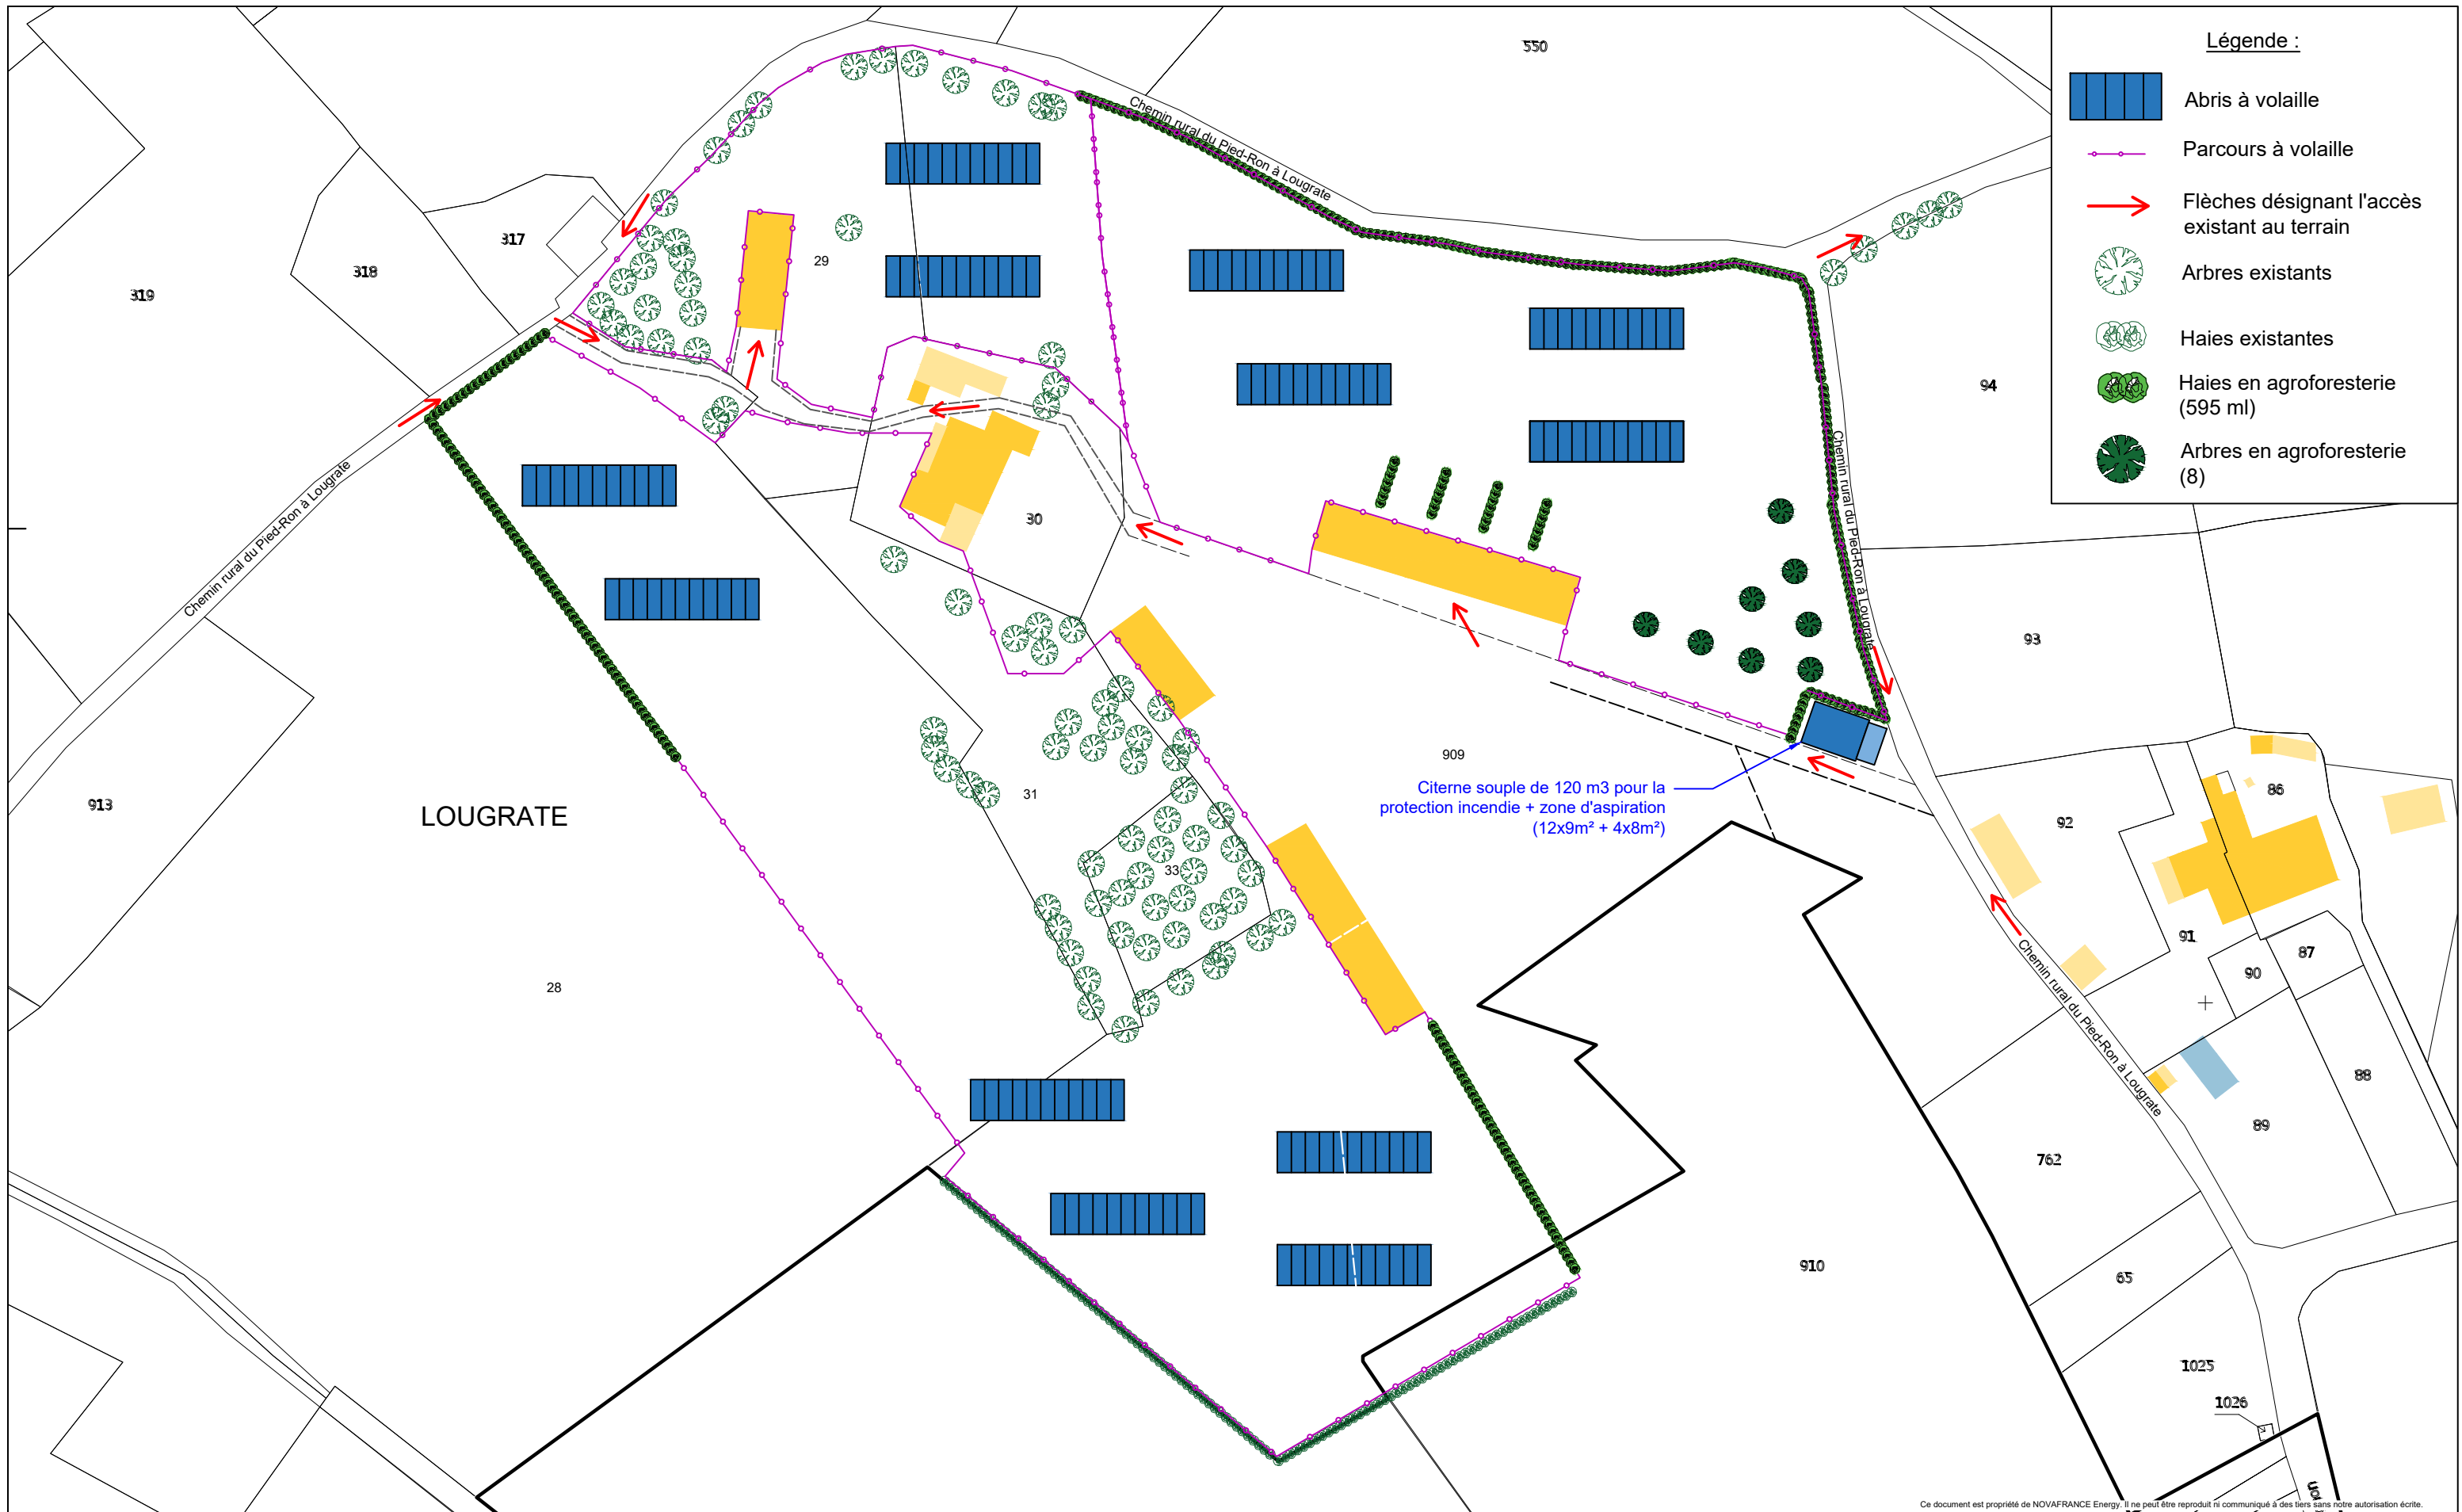 Légende :
Abris à volaille
Parcours à volaille
Flèches désignant l'accès
existant au terrain
Arbres existants
Haies existantes
Haies en agroforesterie
(595 ml)
Arbres en agroforesterie
(8)
550
Chemin rural du Pied-Ron à Lougrate
317
318
319
29
94
Chemin rural du Pied-Ron à Lougrate
Chemin rural du Pied-Ron à Lougrate
30
93
909
Citerne souple de 120 m3 pour la
protection incendie + zone d'aspiration
(12x9m² + 4x8m²)
31
33
86
92
913
LOUGRATE
28
91
87
90
Chemin rural du Pied-Ron à Lougrate
88
89
762
910
65
1025
1026
Ce document est propriété de NOVAFRANCE Energy. Il ne peut être reproduit ni communiqué à des tiers sans notre autorisation écrite.